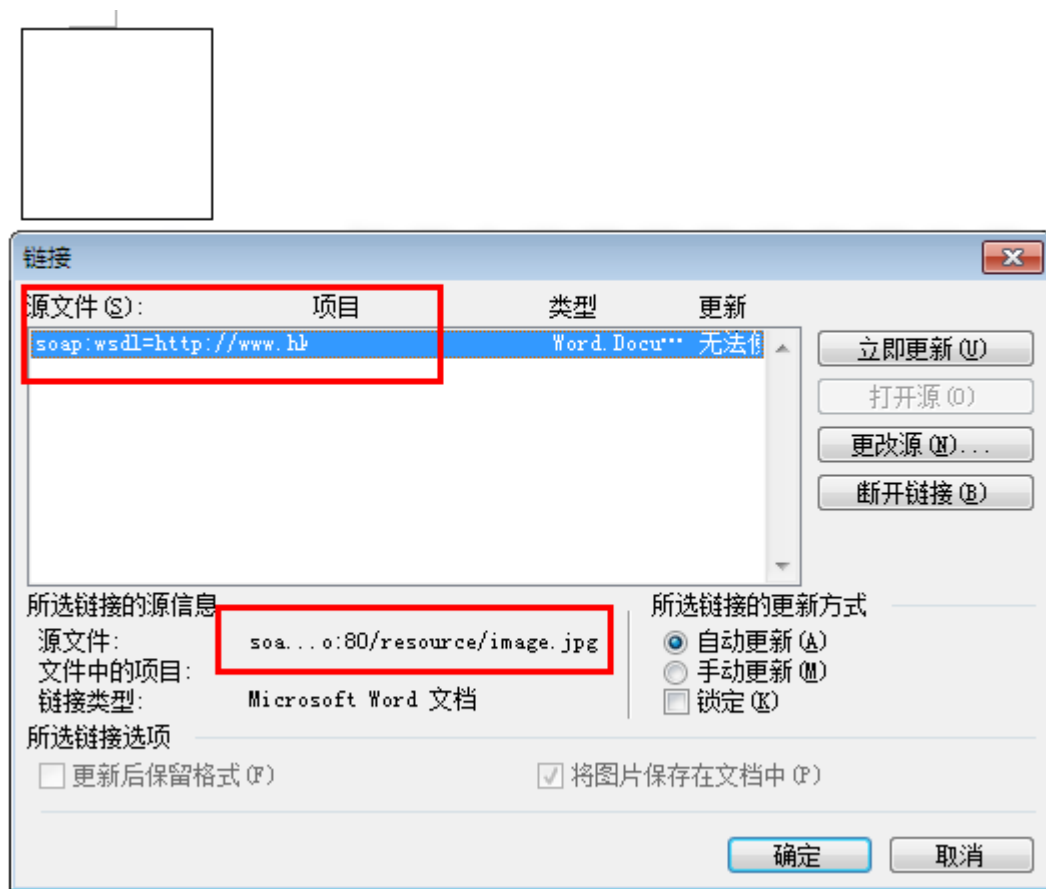 链接
源文件(S): 项目 类型 更新
soap:wsdl=http://www.hb Word.Docu… 无法
立即更新(U)
打开源(O)
更改源(N)...
断开链接(B)
所选链接的源信息
源文件: soa...o:80/resource/image.jpg
文件中的项目:
链接类型: Microsoft Word 文档
所选链接的更新方式
自动更新(A)
手动更新(M)
锁定(K)
所选链接选项
更新后保留格式(F) 将图片保存在文档中(P)
确定 取消